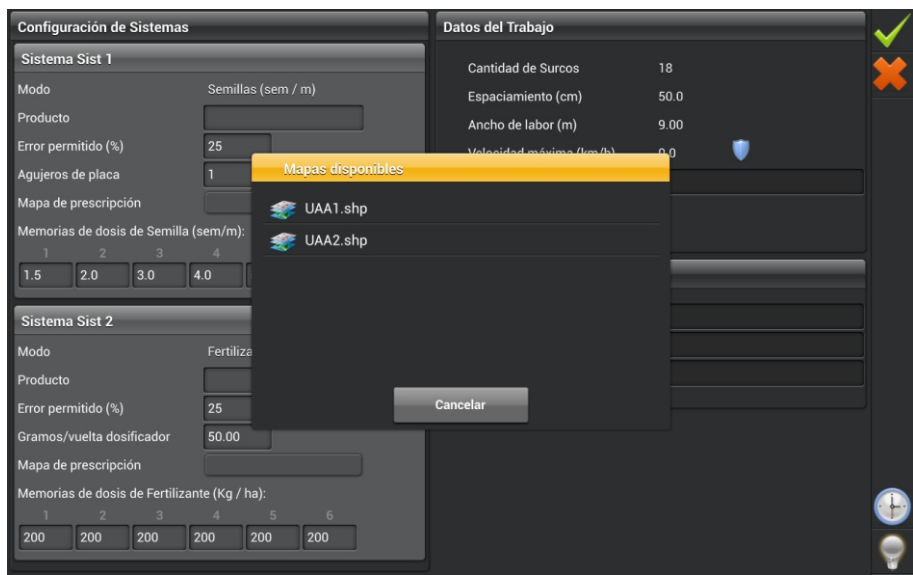 Configuración de Sistemas
Sistema Sist 1
Modo Semillas (sem / m)
Producto
Error permitido (%) 25
Agujeros de placa 1
Mapa de prescripción
Memorias de dosis de Semilla (sem/m):
1 2 3 4
1.5 2.0 3.0 4.0
Sistema Sist 2
Modo Fertiliza
Producto
Error permitido (%) 25
Gramos/vuelta dosificador 50.00
Mapa de prescripción
Memorias de dosis de Fertilizante (Kg / ha):
1 2 3 4 5 6
200 200 200 200 200 200
Datos del Trabajo
Cantidad de Surcos 18
Espaciamiento (cm) 50.0
Ancho de labor (m) 9.00
Velocidad máxima (km/h) 0.0
Mapas disponibles
UAA1.shp
UAA2.shp
Cancelar